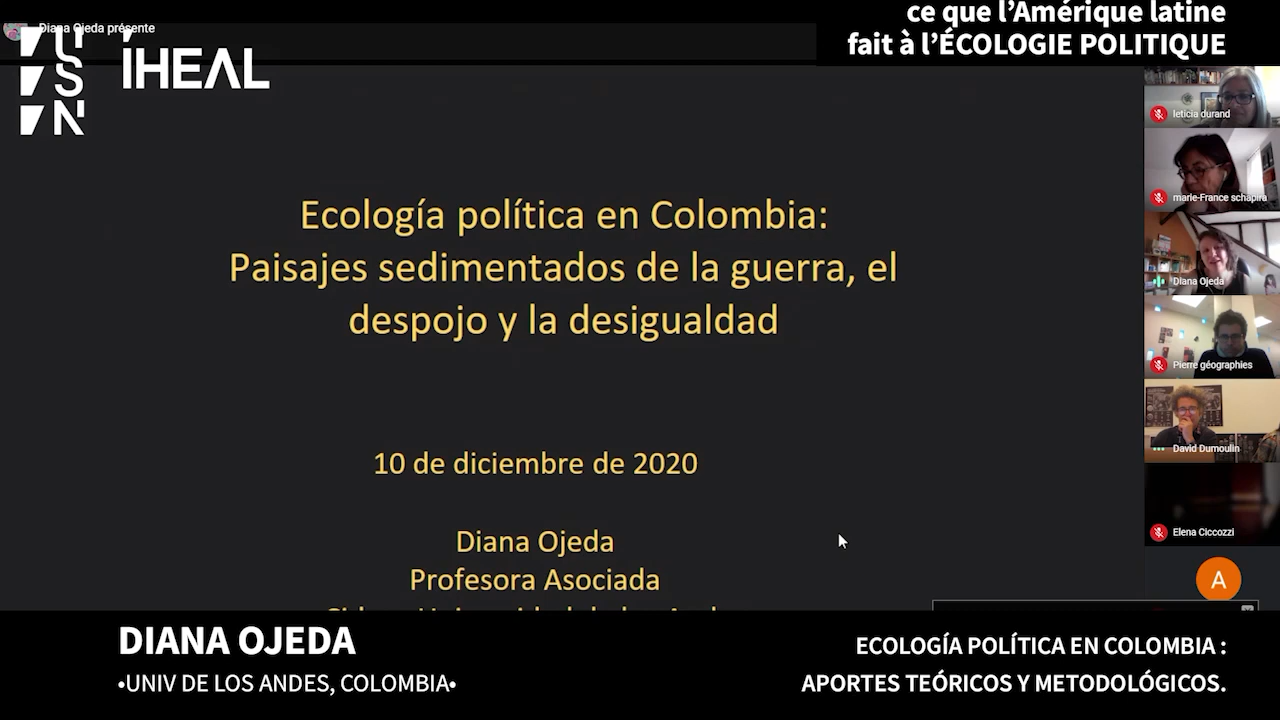 Diana Ojeda présente
USN
IHEAL
ce que l'Amérique latine
fait à l'ÉCOLOGIE POLITIQUE
Ecología política en Colombia:
Paisajes sedimentados de la guerra, el
despojo y la desigualdad
10 de diciembre de 2020
Diana Ojeda
Profesora Asociada
leticia durand
marie-France schapira
Diana Ojeda
Pierre géographies
David Dumoulin
Elena Ciccozzi
A
DIANA OJEDA
•UNIV DE LOS ANDES, COLOMBIA•
ECOLOGÍA POLÍTICA EN COLOMBIA :
APORTES TEÓRICOS Y METODOLÓGICOS.